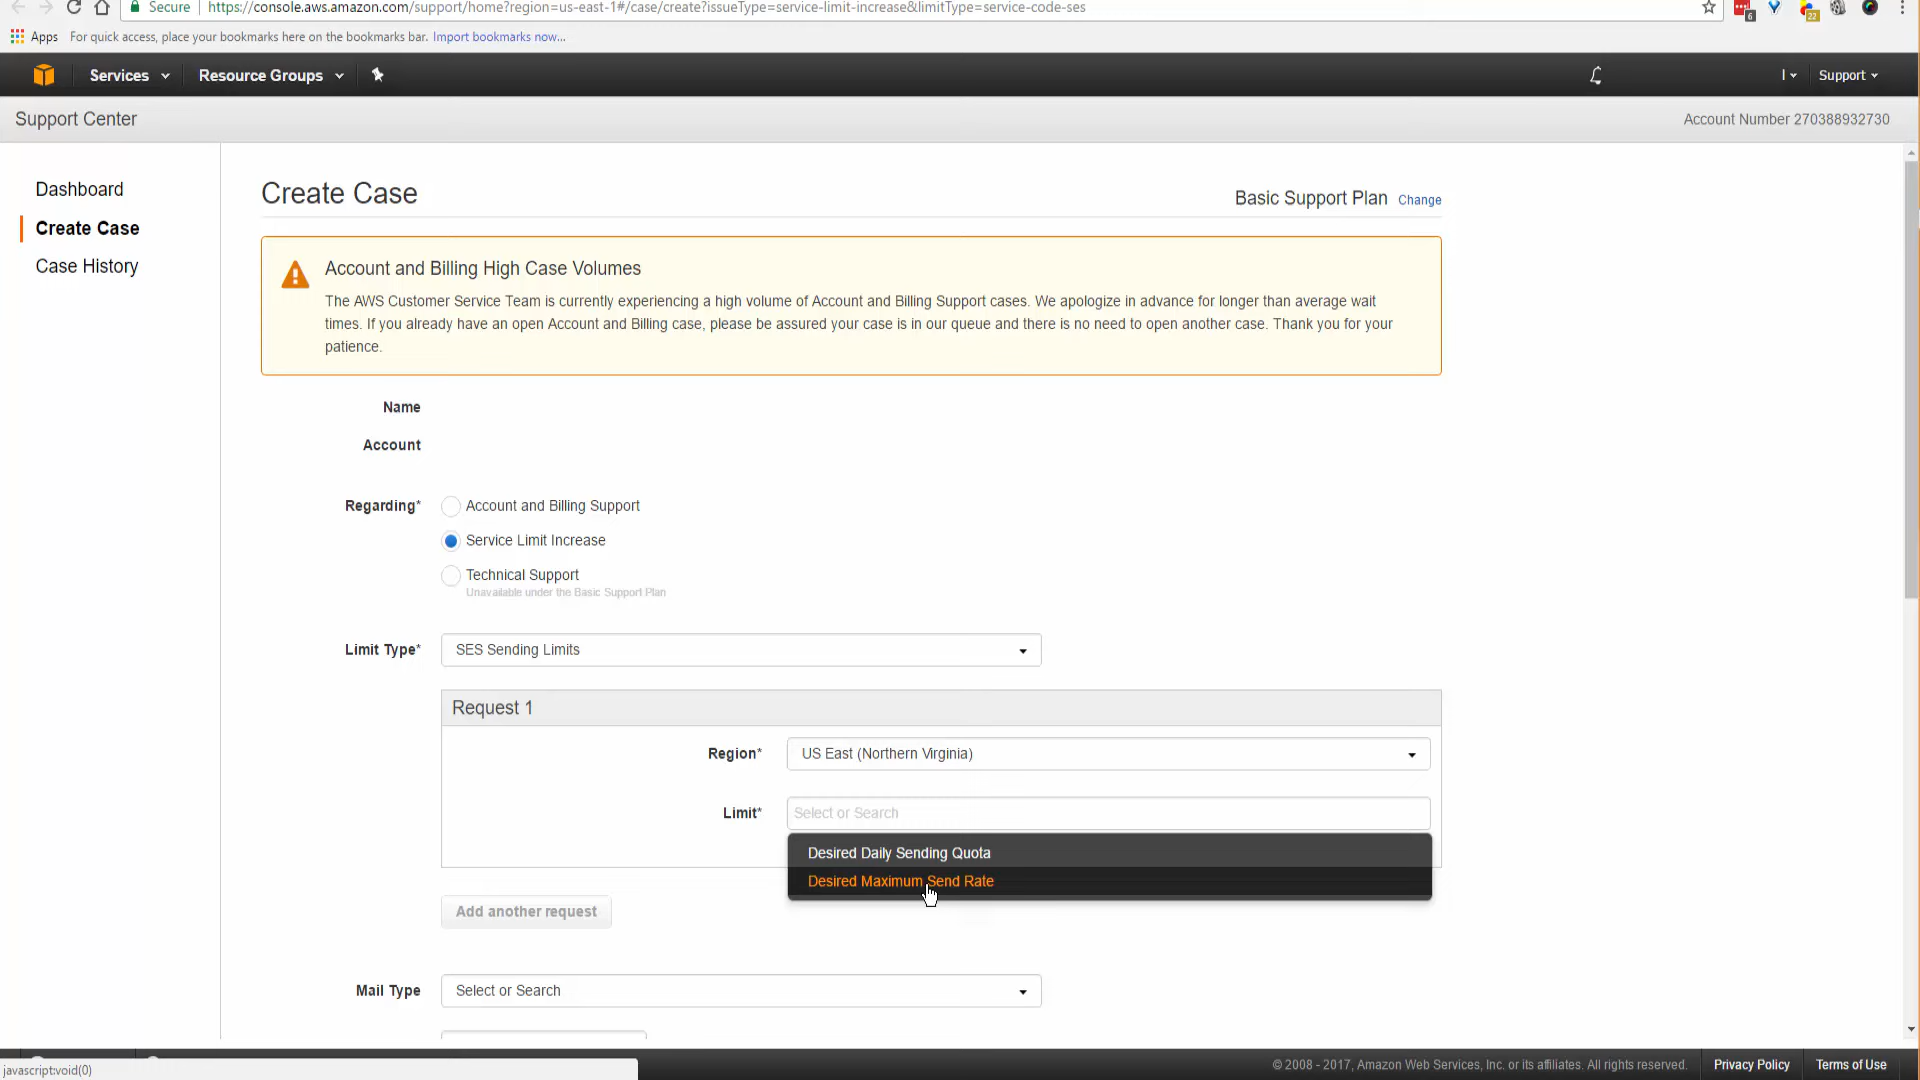 Secure https://console.aws.amazon.com/support/home?region=us-east-1#/case/create?issueType=service-limit-increase&limitType=service-code-ses
6
22
Apps For quick access, place your bookmarks here on the bookmarks bar. Import bookmarks now...
Services Resource Groups I Support
Support Center Account Number 270388932730
Dashboard
Create Case
Case History
Create Case
Basic Support Plan Change
Account and Billing High Case Volumes
The AWS Customer Service Team is currently experiencing a high volume of Account and Billing Support cases. We apologize in advance for longer than average wait
times. If you already have an open Account and Billing case, please be assured your case is in our queue and there is no need to open another case. Thank you for your
patience.
Name
Account
Regarding* Account and Billing Support
Service Limit Increase
Technical Support
Unavailable under the Basic Support Plan
Limit Type* SES Sending Limits
Request 1
Region* US East (Northern Virginia)
Limit* Select or Search
Desired Daily Sending Quota
Desired Maximum Send Rate
Add another request
Mail Type Select or Search
javascript:void(0)
© 2008 - 2017, Amazon Web Services, Inc. or its affiliates. All rights reserved. Privacy Policy Terms of Use